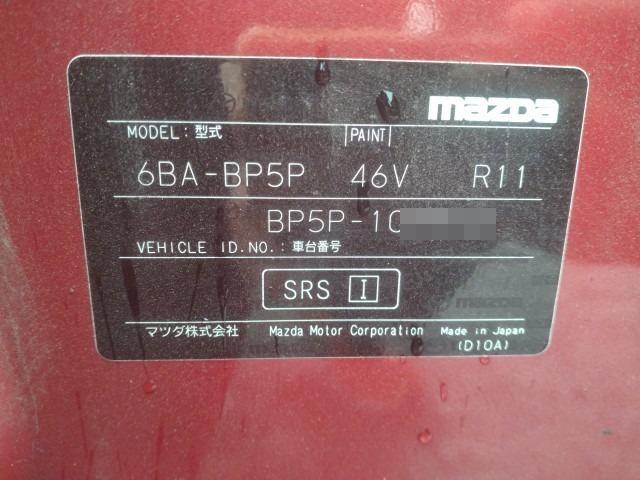 mazda
MODEL: 型式 PAINT
6BA-BP5P 46V R11
BP5P-10
VEHICLE ID.NO.: 車台番号
SRS I
マツダ株式会社 Mazda Motor Corporation Made in Japan
(D10A)